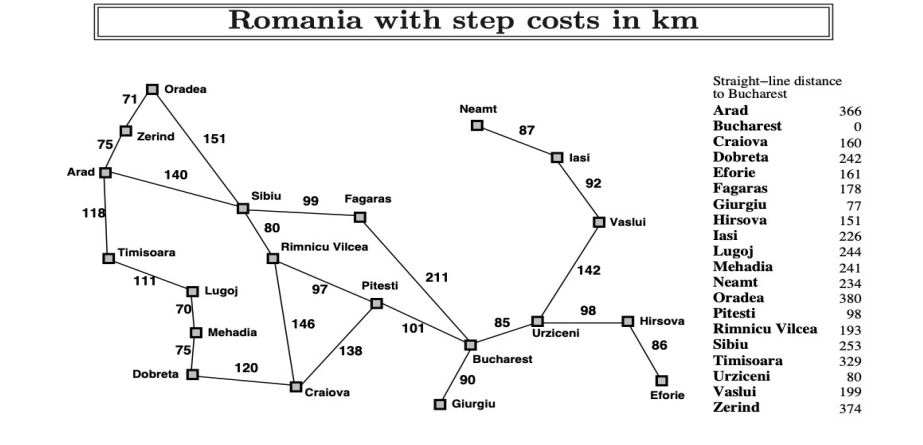 Romania with step costs in km
Oradea
71
Zerind
75
151
Arad
140
118
Sibiu
99
Fagaras
80
Rimnicu Vilcea
Timisoara
111
Lugoj
70
Mehadia
75
Dobreta
120
Craiova
146
97
Pitesti
138
101
211
Bucharest
90
Giurgiu
85
Urziceni
98
Hirsova
86
Eforie
142
Vaslui
92
Iasi
87
Neamt
Straight−line distance
to Bucharest
Arad 366
Bucharest 0
Craiova 160
Dobreta 242
Eforie 161
Fagaras 178
Giurgiu 77
Hirsova 151
Iasi 226
Lugoj 244
Mehadia 241
Neamt 234
Oradea 380
Pitesti 98
Rimnicu Vilcea 193
Sibiu 253
Timisoara 329
Urziceni 80
Vaslui 199
Zerind 374